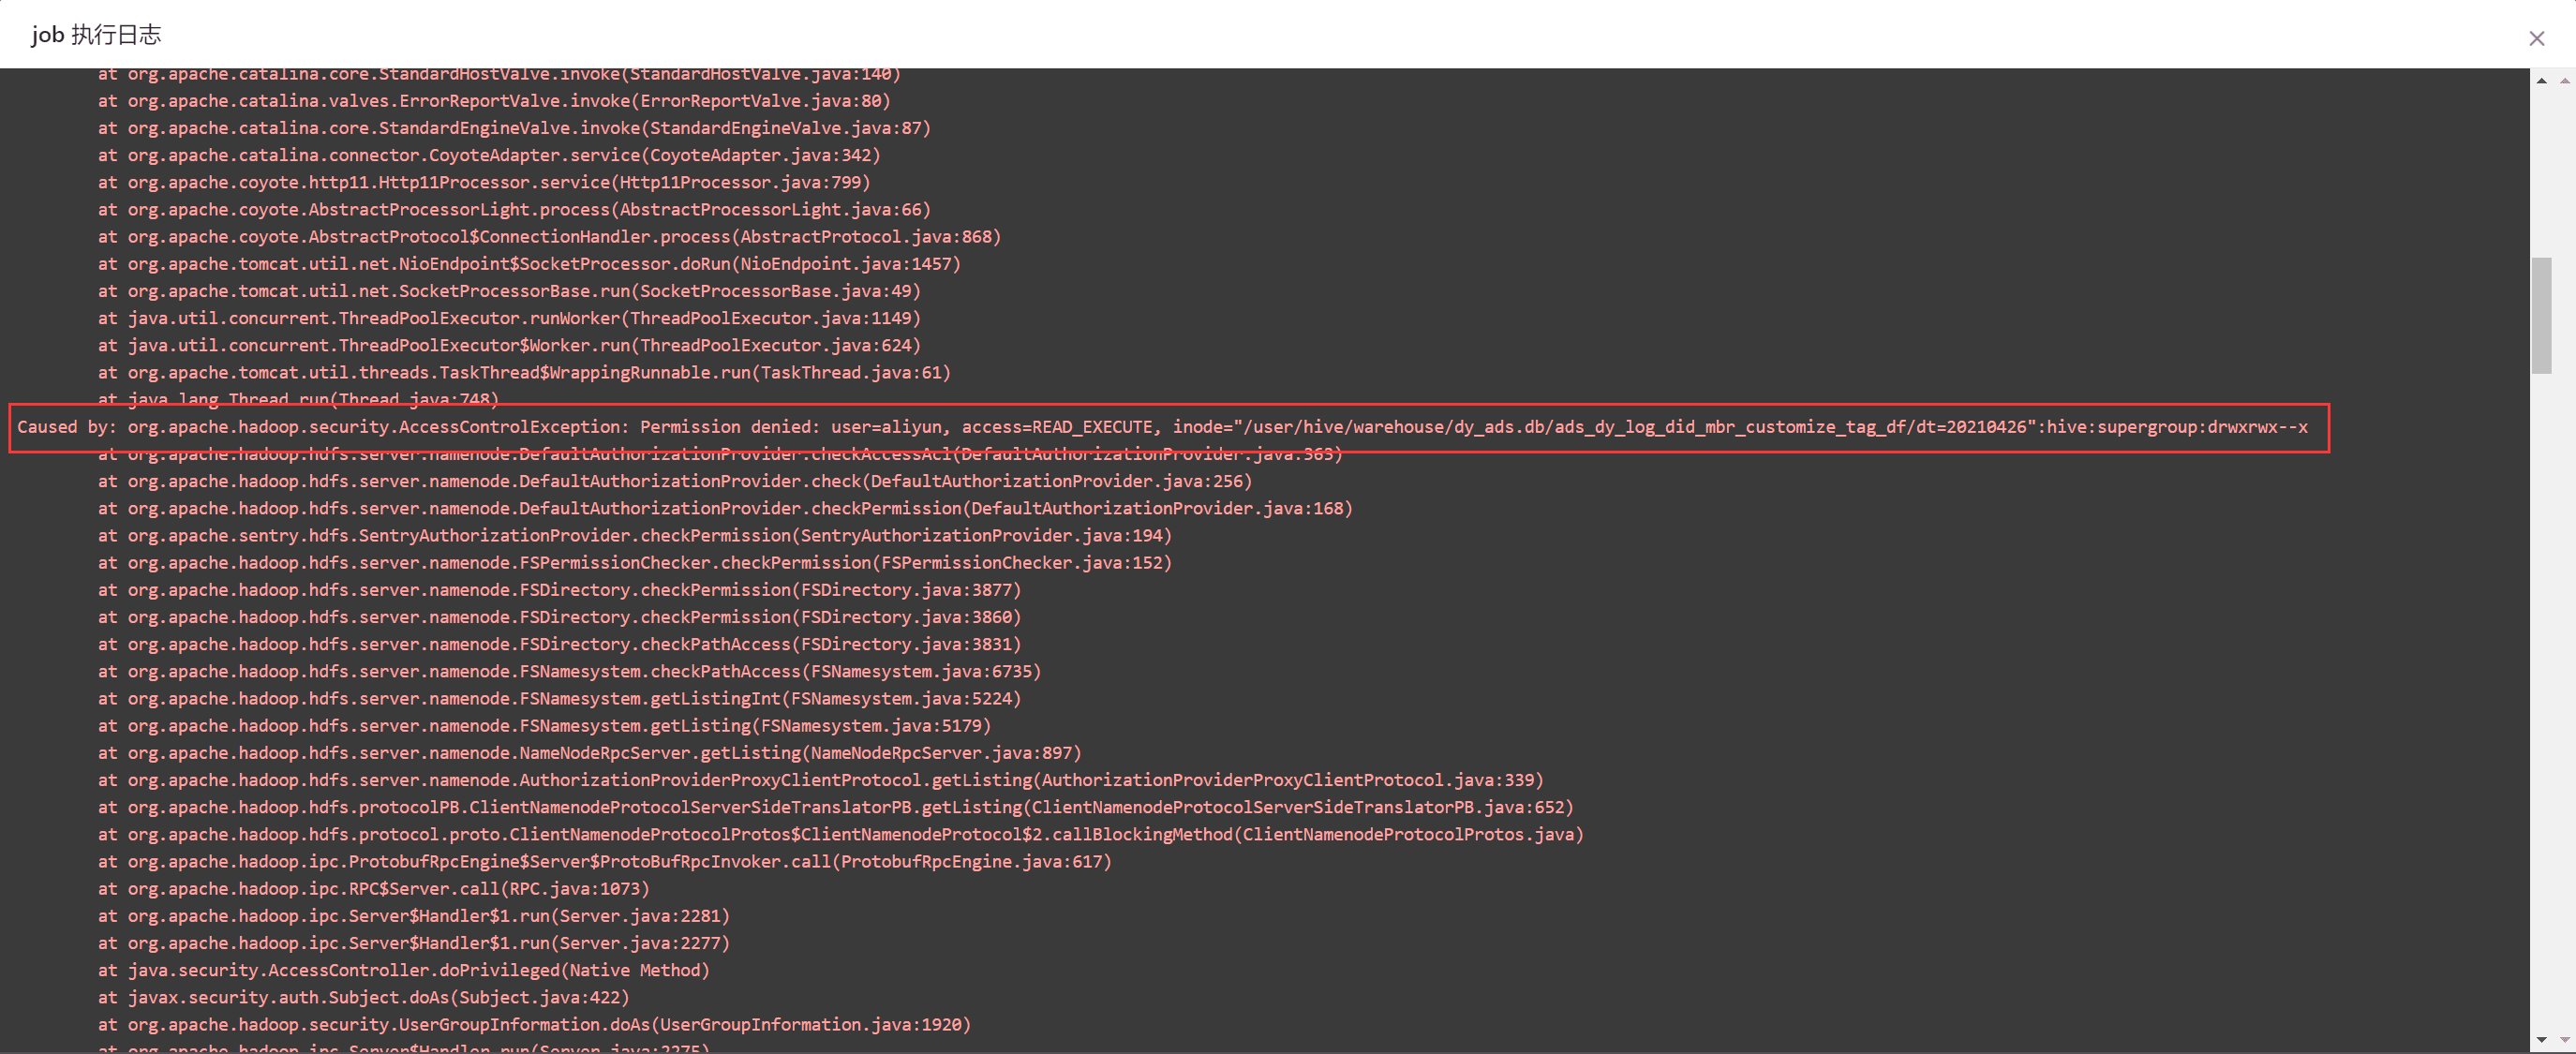 job 执行日志
at org.apache.catalina.core.StandardHostValve.invoke(StandardHostValve.java:140)
at org.apache.catalina.valves.ErrorReportValve.invoke(ErrorReportValve.java:80)
at org.apache.catalina.core.StandardEngineValve.invoke(StandardEngineValve.java:87)
at org.apache.catalina.connector.CoyoteAdapter.service(CoyoteAdapter.java:342)
at org.apache.coyote.http11.Http11Processor.service(Http11Processor.java:799)
at org.apache.coyote.AbstractProcessorLight.process(AbstractProcessorLight.java:66)
at org.apache.coyote.AbstractProtocol$ConnectionHandler.process(AbstractProtocol.java:868)
at org.apache.tomcat.util.net.NioEndpoint$SocketProcessor.doRun(NioEndpoint.java:1457)
at org.apache.tomcat.util.net.SocketProcessorBase.run(SocketProcessorBase.java:49)
at java.util.concurrent.ThreadPoolExecutor.runWorker(ThreadPoolExecutor.java:1149)
at java.util.concurrent.ThreadPoolExecutor$Worker.run(ThreadPoolExecutor.java:624)
at org.apache.tomcat.util.threads.TaskThread$WrappingRunnable.run(TaskThread.java:61)
at java.lang.Thread.run(Thread.java:748)
Caused by: org.apache.hadoop.security.AccessControlException: Permission denied: user=aliyun, access=READ_EXECUTE, inode="/user/hive/warehouse/dy_ads.db/ads_dy_log_did_mbr_customize_tag_df/dt=20210426":hive:supergroup:drwxrwx--x
at org.apache.hadoop.hdfs.server.namenode.DefaultAuthorizationProvider.checkAccessAcl(DefaultAuthorizationProvider.java:363)
at org.apache.hadoop.hdfs.server.namenode.DefaultAuthorizationProvider.check(DefaultAuthorizationProvider.java:256)
at org.apache.hadoop.hdfs.server.namenode.DefaultAuthorizationProvider.checkPermission(DefaultAuthorizationProvider.java:168)
at org.apache.sentry.hdfs.SentryAuthorizationProvider.checkPermission(SentryAuthorizationProvider.java:194)
at org.apache.hadoop.hdfs.server.namenode.FSPermissionChecker.checkPermission(FSPermissionChecker.java:152)
at org.apache.hadoop.hdfs.server.namenode.FSDirectory.checkPermission(FSDirectory.java:3877)
at org.apache.hadoop.hdfs.server.namenode.FSDirectory.checkPermission(FSDirectory.java:3860)
at org.apache.hadoop.hdfs.server.namenode.FSDirectory.checkPathAccess(FSDirectory.java:3831)
at org.apache.hadoop.hdfs.server.namenode.FSNamesystem.checkPathAccess(FSNamesystem.java:6735)
at org.apache.hadoop.hdfs.server.namenode.FSNamesystem.getListingInt(FSNamesystem.java:5224)
at org.apache.hadoop.hdfs.server.namenode.FSNamesystem.getListing(FSNamesystem.java:5179)
at org.apache.hadoop.hdfs.server.namenode.NameNodeRpcServer.getListing(NameNodeRpcServer.java:897)
at org.apache.hadoop.hdfs.server.namenode.AuthorizationProviderProxyClientProtocol.getListing(AuthorizationProviderProxyClientProtocol.java:339)
at org.apache.hadoop.hdfs.protocolPB.ClientNamenodeProtocolServerSideTranslatorPB.getListing(ClientNamenodeProtocolServerSideTranslatorPB.java:652)
at org.apache.hadoop.hdfs.protocol.proto.ClientNamenodeProtocolProtos$ClientNamenodeProtocol$2.callBlockingMethod(ClientNamenodeProtocolProtos.java)
at org.apache.hadoop.ipc.ProtobufRpcEngine$Server$ProtoBufRpcInvoker.call(ProtobufRpcEngine.java:617)
at org.apache.hadoop.ipc.RPC$Server.call(RPC.java:1073)
at org.apache.hadoop.ipc.Server$Handler$1.run(Server.java:2281)
at org.apache.hadoop.ipc.Server$Handler$1.run(Server.java:2277)
at java.security.AccessController.doPrivileged(Native Method)
at javax.security.auth.Subject.doAs(Subject.java:422)
at org.apache.hadoop.security.UserGroupInformation.doAs(UserGroupInformation.java:1920)
at org.apache.hadoop.ipc.Server$Handler.run(Server.java:2275)